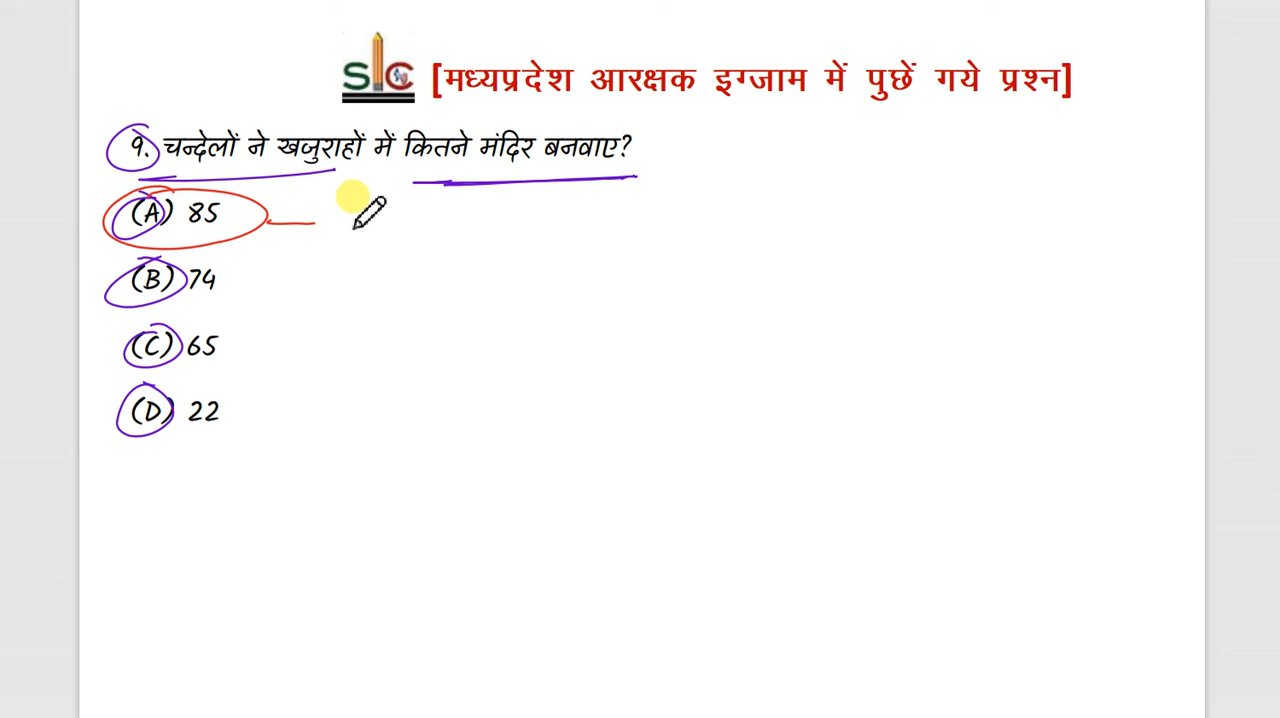 SIC [मध्यप्रदेश आरक्षक इग्जाम में पुछें गये प्रश्न]
9. चन्देलों ने खजुराहों में कितने मंदिर बनवाए?
(A) 85
(B) 74
(C) 65
(D) 22